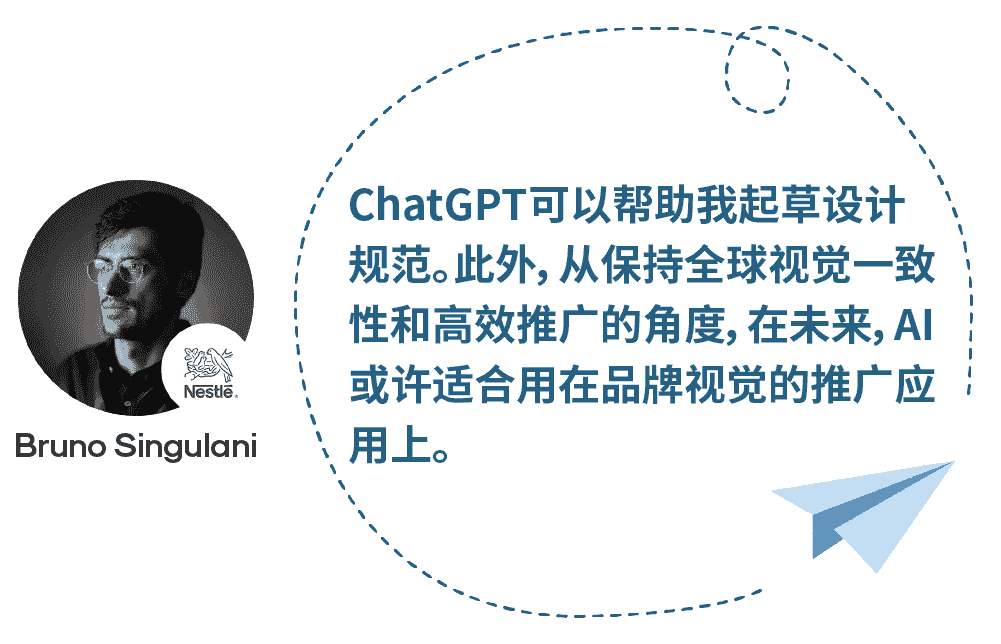 ChatGPT可以帮助我起草设计
规范。此外，从保持全球视觉一致
性和高效推广的角度，在未来，AI
或许适合用在品牌视觉的推广应
用上。
Nestlé
Bruno Singulani